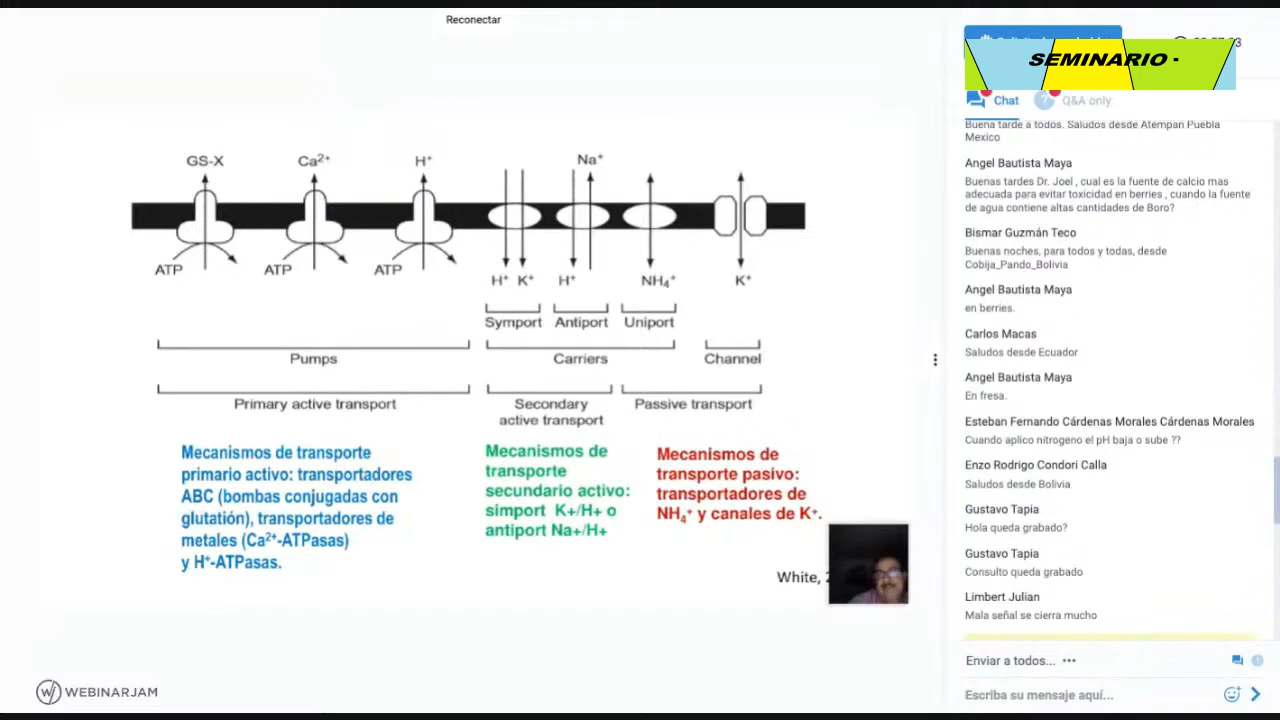 Reconectar
SEMINARIO -
Chat
Q&A only
Buena tarde a todos. Saludos desde Atempan Puebla
Mexico
Angel Bautista Maya
Buenas tardes Dr. Joel , cual es la fuente de calcio mas
adecuada para evitar toxicidad en berries , cuando la fuente
de agua contiene altas cantidades de Boro?
Bismar Guzmán Teco
Buenas noches, para todos y todas, desde
Cobija_Pando_Bolivia
Angel Bautista Maya
en berries.
Carlos Macas
Saludos desde Ecuador
Angel Bautista Maya
En fresa.
Esteban Fernando Cárdenas Morales Cárdenas Morales
Cuando aplico nitrogeno el pH baja o sube ??
Enzo Rodrigo Condori Calla
Saludos desde Bolivia
Gustavo Tapia
Hola queda grabado?
Gustavo Tapia
Consulto queda grabado
Limbert Julian
Mala señal se cierra mucho
Enviar a todos... •••
Escriba su mensaje aquí...
GS-X Ca²⁺ H⁺ Na⁺
ATP ATP ATP H⁺ K⁺ H⁺ NH₄⁺ K⁺
Symport Antiport Uniport
Pumps Carriers Channel
Primary active transport Secondary active transport Passive transport
Mecanismos de transporte
primario activo: transportadores
ABC (bombas conjugadas con
glutatión), transportadores de
metales (Ca²⁺-ATPasas)
y H⁺-ATPasas.
Mecanismos de
transporte
secundario activo:
simport K+/H+ o
antiport Na+/H+
Mecanismos de
transporte pasivo:
transportadores de
NH₄⁺ y canales de K⁺.
White,
WEBINARJAM